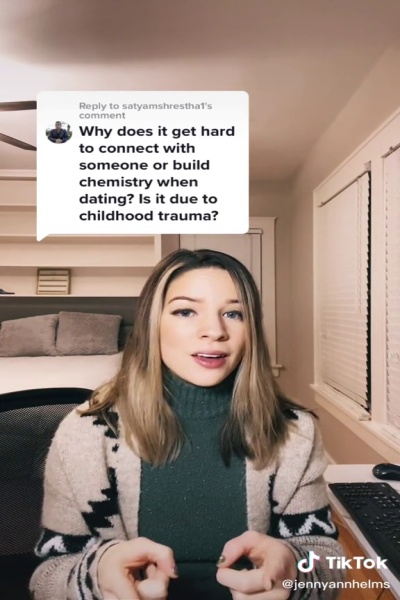 Reply to satyamshrestha1's
comment
Why does it get hard
to connect with
someone or build
chemistry when
dating? Is it due to
childhood trauma?
TikTok
@jennyannhelms